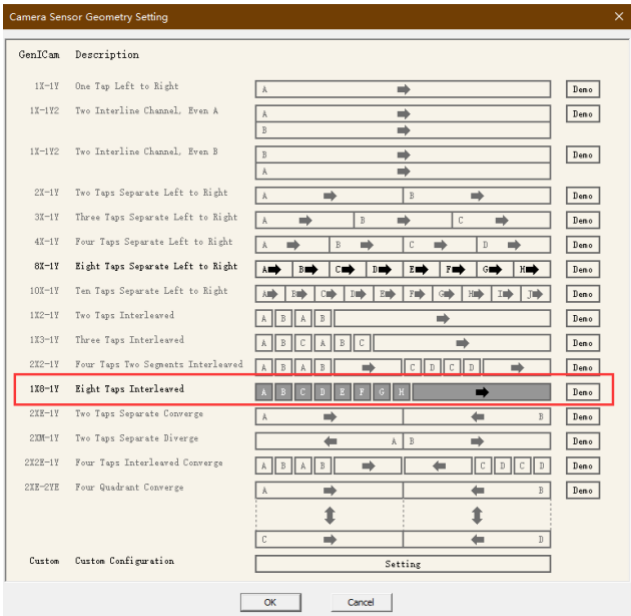 Camera Sensor Geometry Setting
GenICam Description
1X-1Y One Tap Left to Right A Demo
1X-1Y2 Two Interline Channel, Even A A Demo
B
1X-1Y2 Two Interline Channel, Even B B Demo
A
2X-1Y Two Taps Separate Left to Right A B Demo
3X-1Y Three Taps Separate Left to Right A B C Demo
4X-1Y Four Taps Separate Left to Right A B C D Demo
8X-1Y Eight Taps Separate Left to Right A B C D E F G H Demo
10X-1Y Ten Taps Separate Left to Right A B C D E F G H I J Demo
1X2-1Y Two Taps Interleaved A B A B Demo
1X3-1Y Three Taps Interleaved A B C A B C Demo
2X2-1Y Four Taps Two Segments Interleaved A B A B C D C D Demo
1X8-1Y Eight Taps Interleaved A B C D E F G H Demo
2XE-1Y Two Taps Separate Converge A B Demo
2XM-1Y Two Taps Separate Diverge A B Demo
2X2E-1Y Four Taps Interleaved Converge A B A B C D C D Demo
2XE-2YE Four Quadrant Converge A B Demo
C D
Custom Custom Configuration Setting
OK Cancel